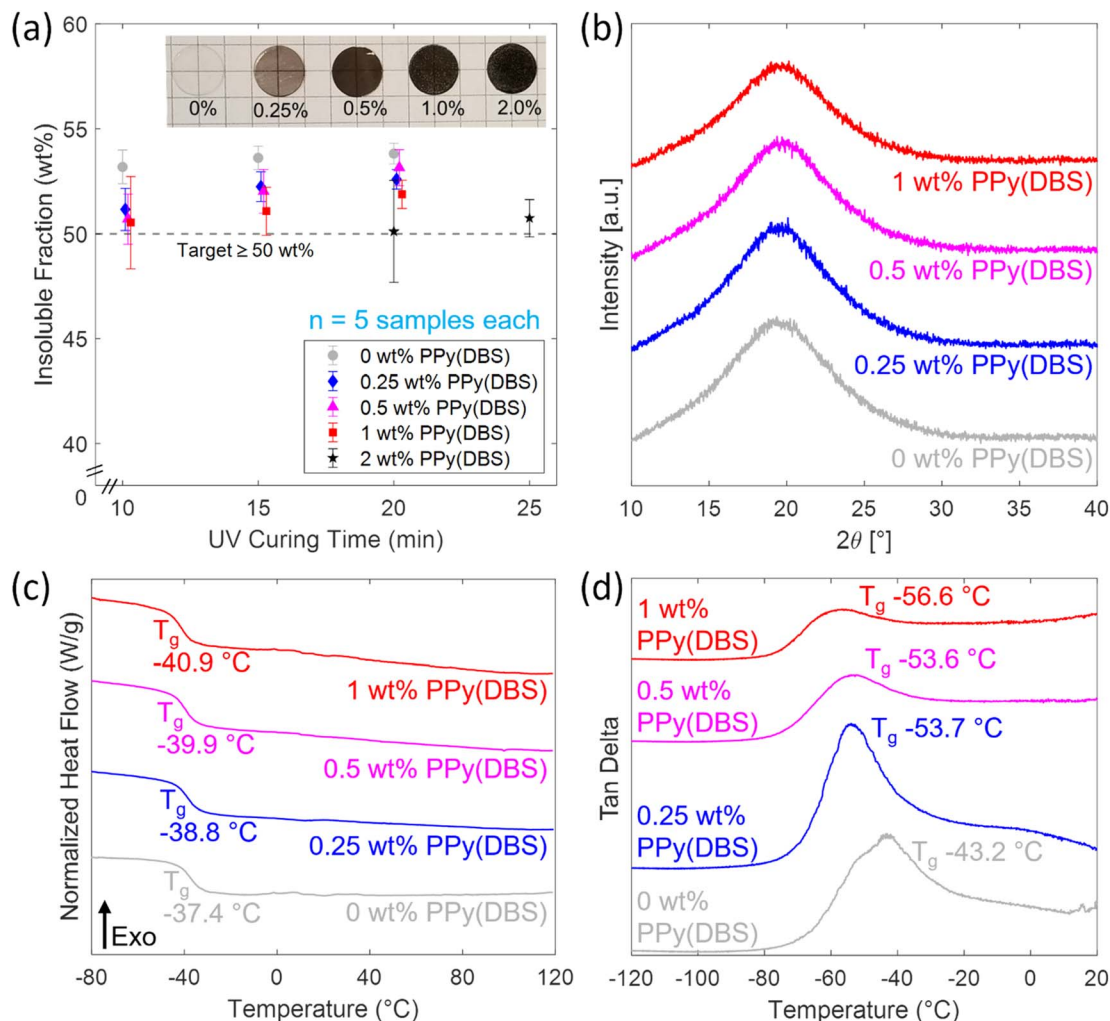 (a)
Insoluble Fraction (wt%)
60
55
50
45
40
0
0%
0.25%
0.5%
1.0%
2.0%
Target ≥ 50 wt%
n = 5 samples each
0 wt% PPy(DBS)
0.25 wt% PPy(DBS)
0.5 wt% PPy(DBS)
1 wt% PPy(DBS)
2 wt% PPy(DBS)
10 15 20 25
UV Curing Time (min)
(b)
Intensity [a.u.]
1 wt% PPy(DBS)
0.5 wt% PPy(DBS)
0.25 wt% PPy(DBS)
0 wt% PPy(DBS)
10 15 20 25 30 35 40
2θ [°]
(c)
Normalized Heat Flow (W/g)
Tg
-40.9 °C
1 wt% PPy(DBS)
Tg
-39.9 °C
0.5 wt% PPy(DBS)
Tg
-38.8 °C
0.25 wt% PPy(DBS)
Tg
-37.4 °C
0 wt% PPy(DBS)
Exo
-80 -40 0 40 80 120
Temperature (°C)
(d)
Tan Delta
1 wt%
PPy(DBS)
Tg -56.6 °C
0.5 wt%
PPy(DBS)
Tg -53.6 °C
0.25 wt%
PPy(DBS)
Tg -53.7 °C
0 wt%
PPy(DBS)
Tg -43.2 °C
-120 -100 -80 -60 -40 -20 0 20
Temperature (°C)